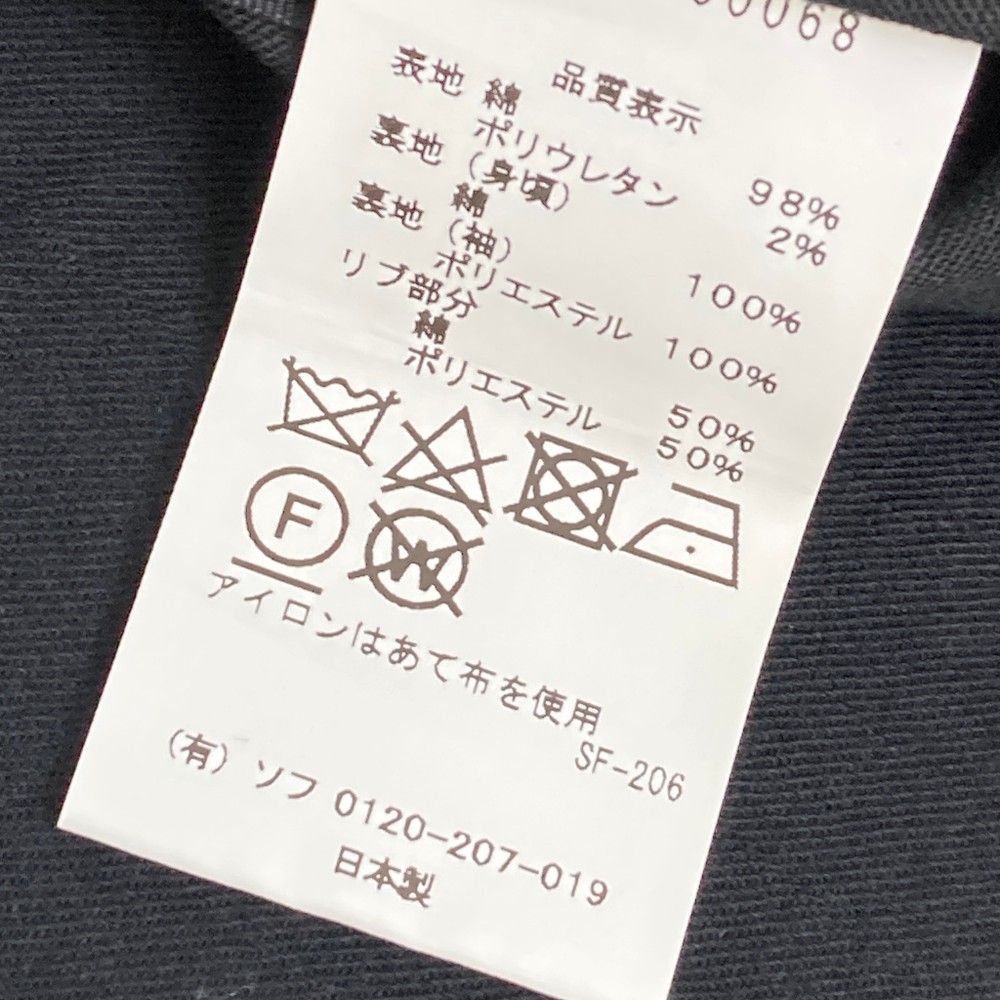 0068
品質表示
表地 綿 98%
ポリウレタン 2%
裏地 (身頃)
綿 100%
裏地 (袖)
ポリエステル 100%
リブ部分
綿 50%
ポリエステル 50%
F
W
アイロンはあて布を使用
SF-206
(有) ソフ 0120-207-019
日本製